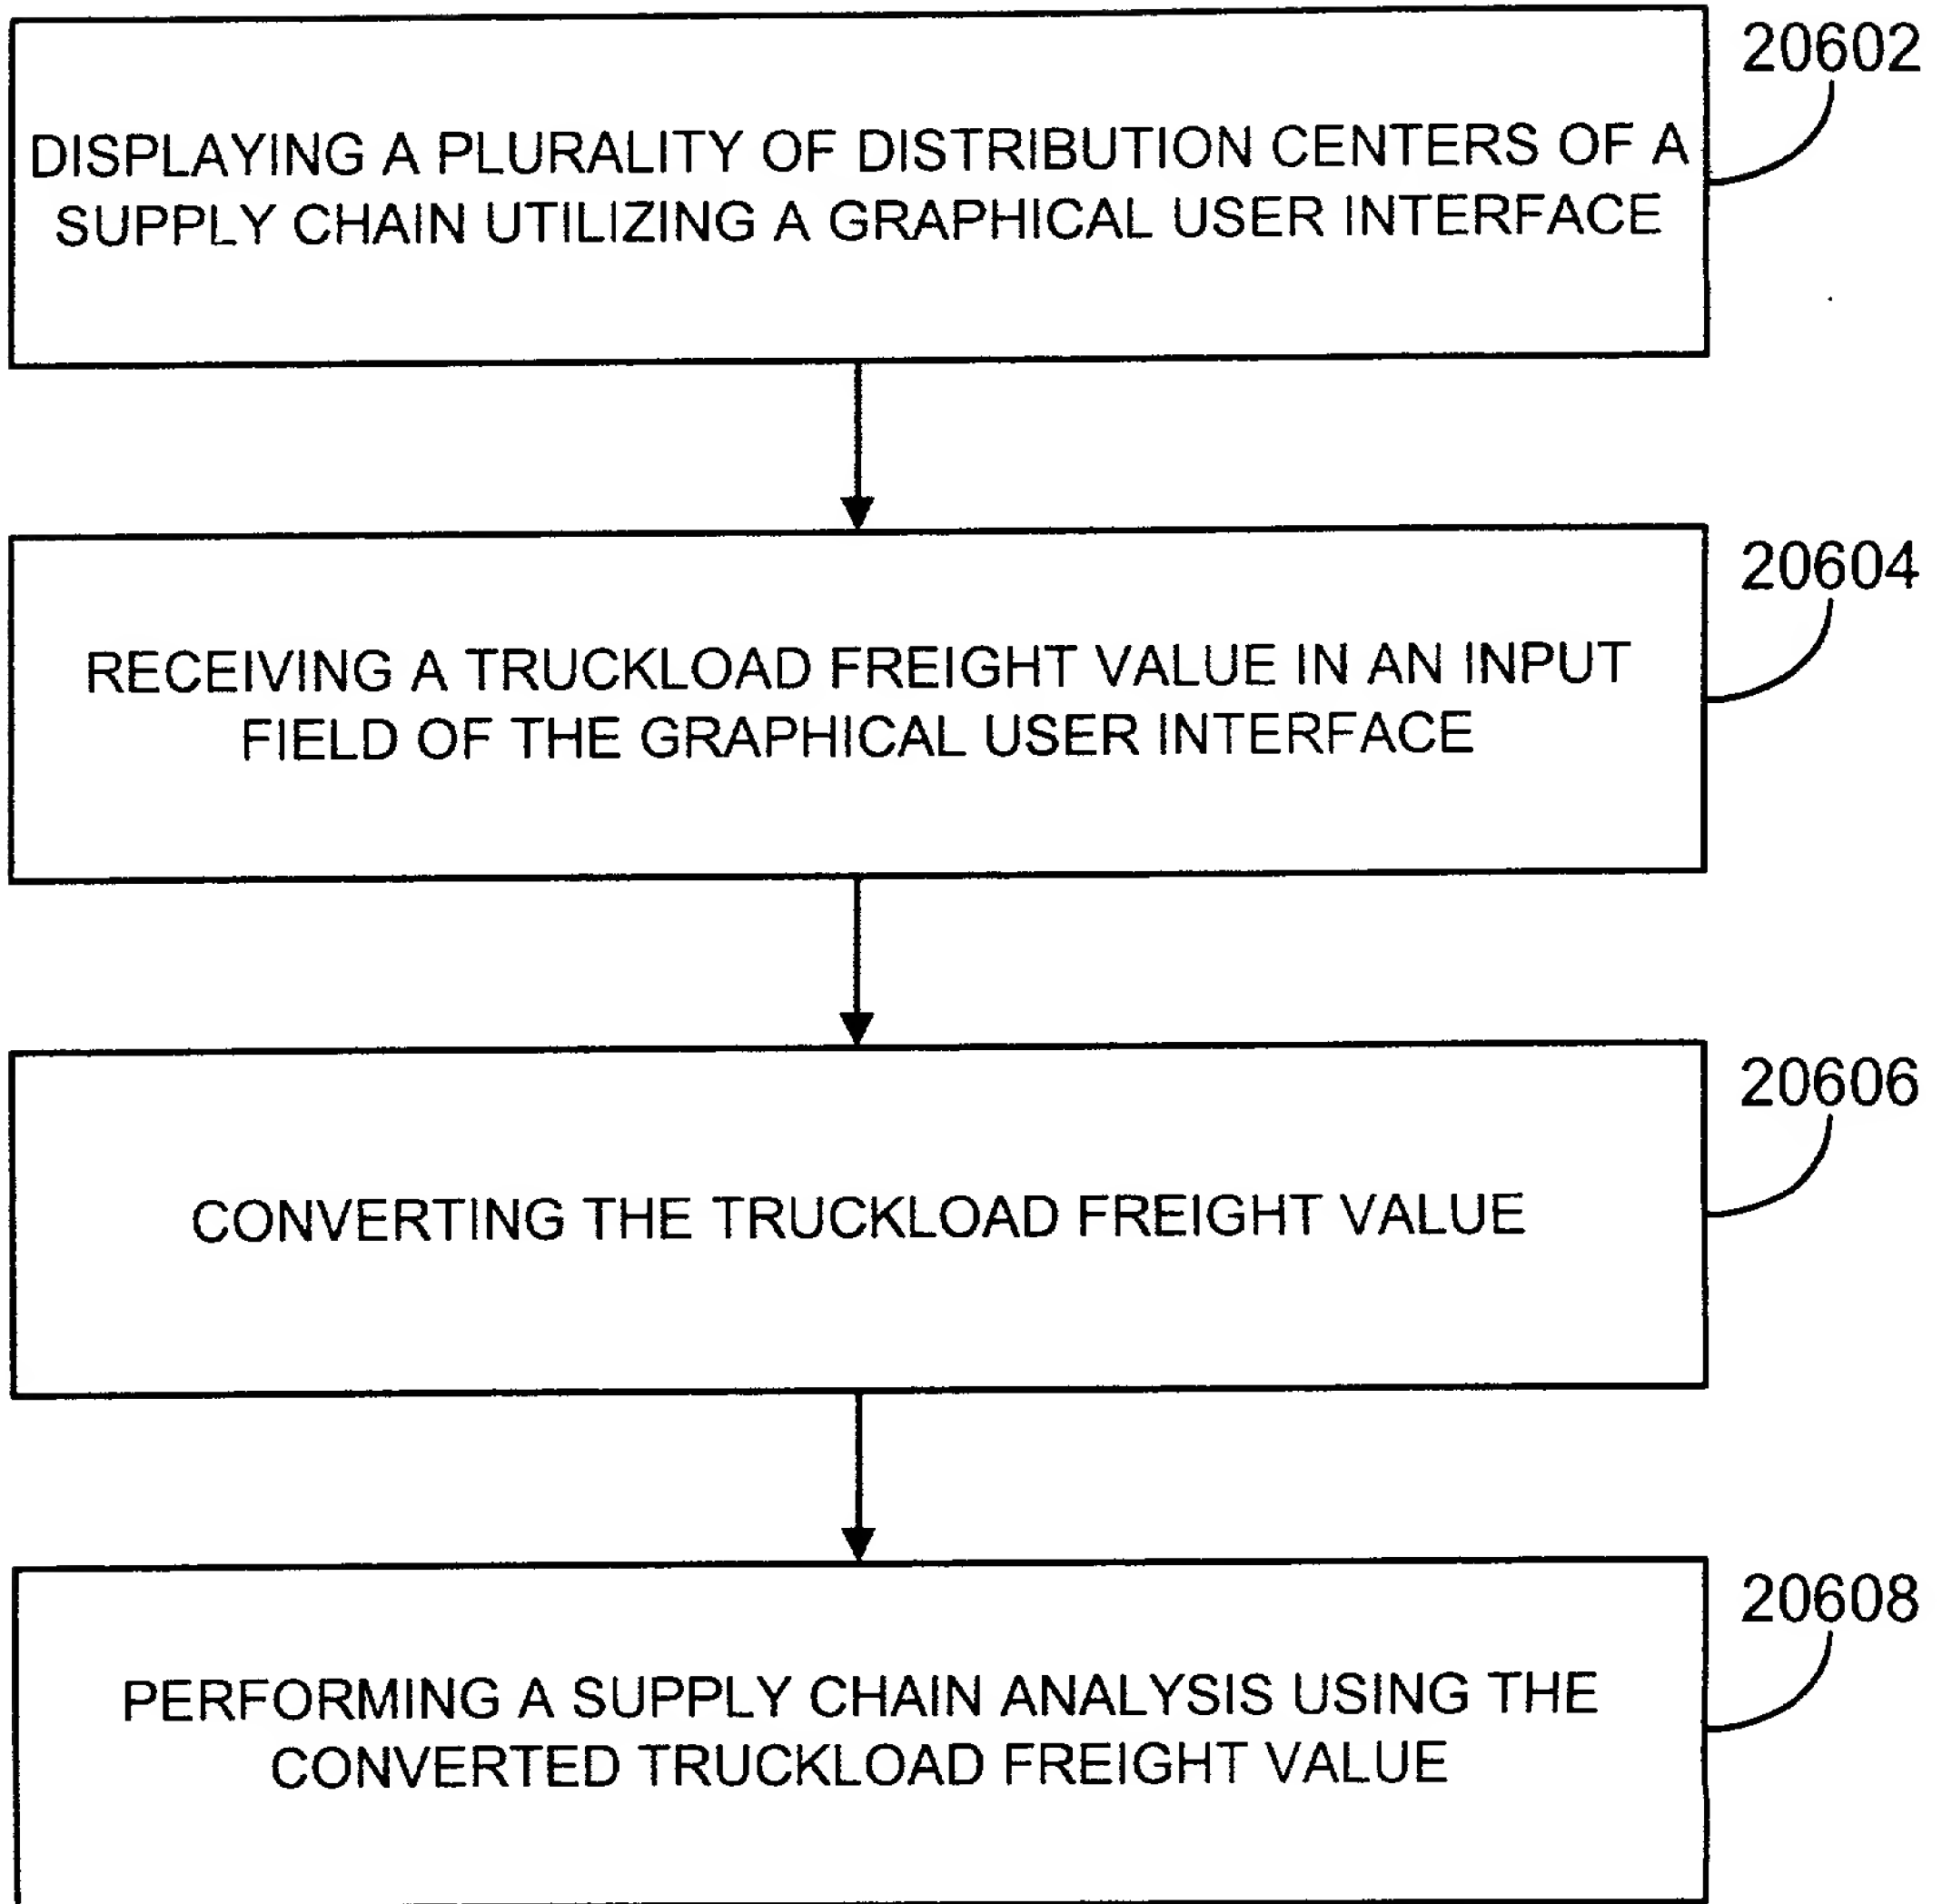 20602
DISPLAYING A PLURALITY OF DISTRIBUTION CENTERS OF A
SUPPLY CHAIN UTILIZING A GRAPHICAL USER INTERFACE
20604
RECEIVING A TRUCKLOAD FREIGHT VALUE IN AN INPUT
FIELD OF THE GRAPHICAL USER INTERFACE
20606
CONVERTING THE TRUCKLOAD FREIGHT VALUE
20608
PERFORMING A SUPPLY CHAIN ANALYSIS USING THE
CONVERTED TRUCKLOAD FREIGHT VALUE